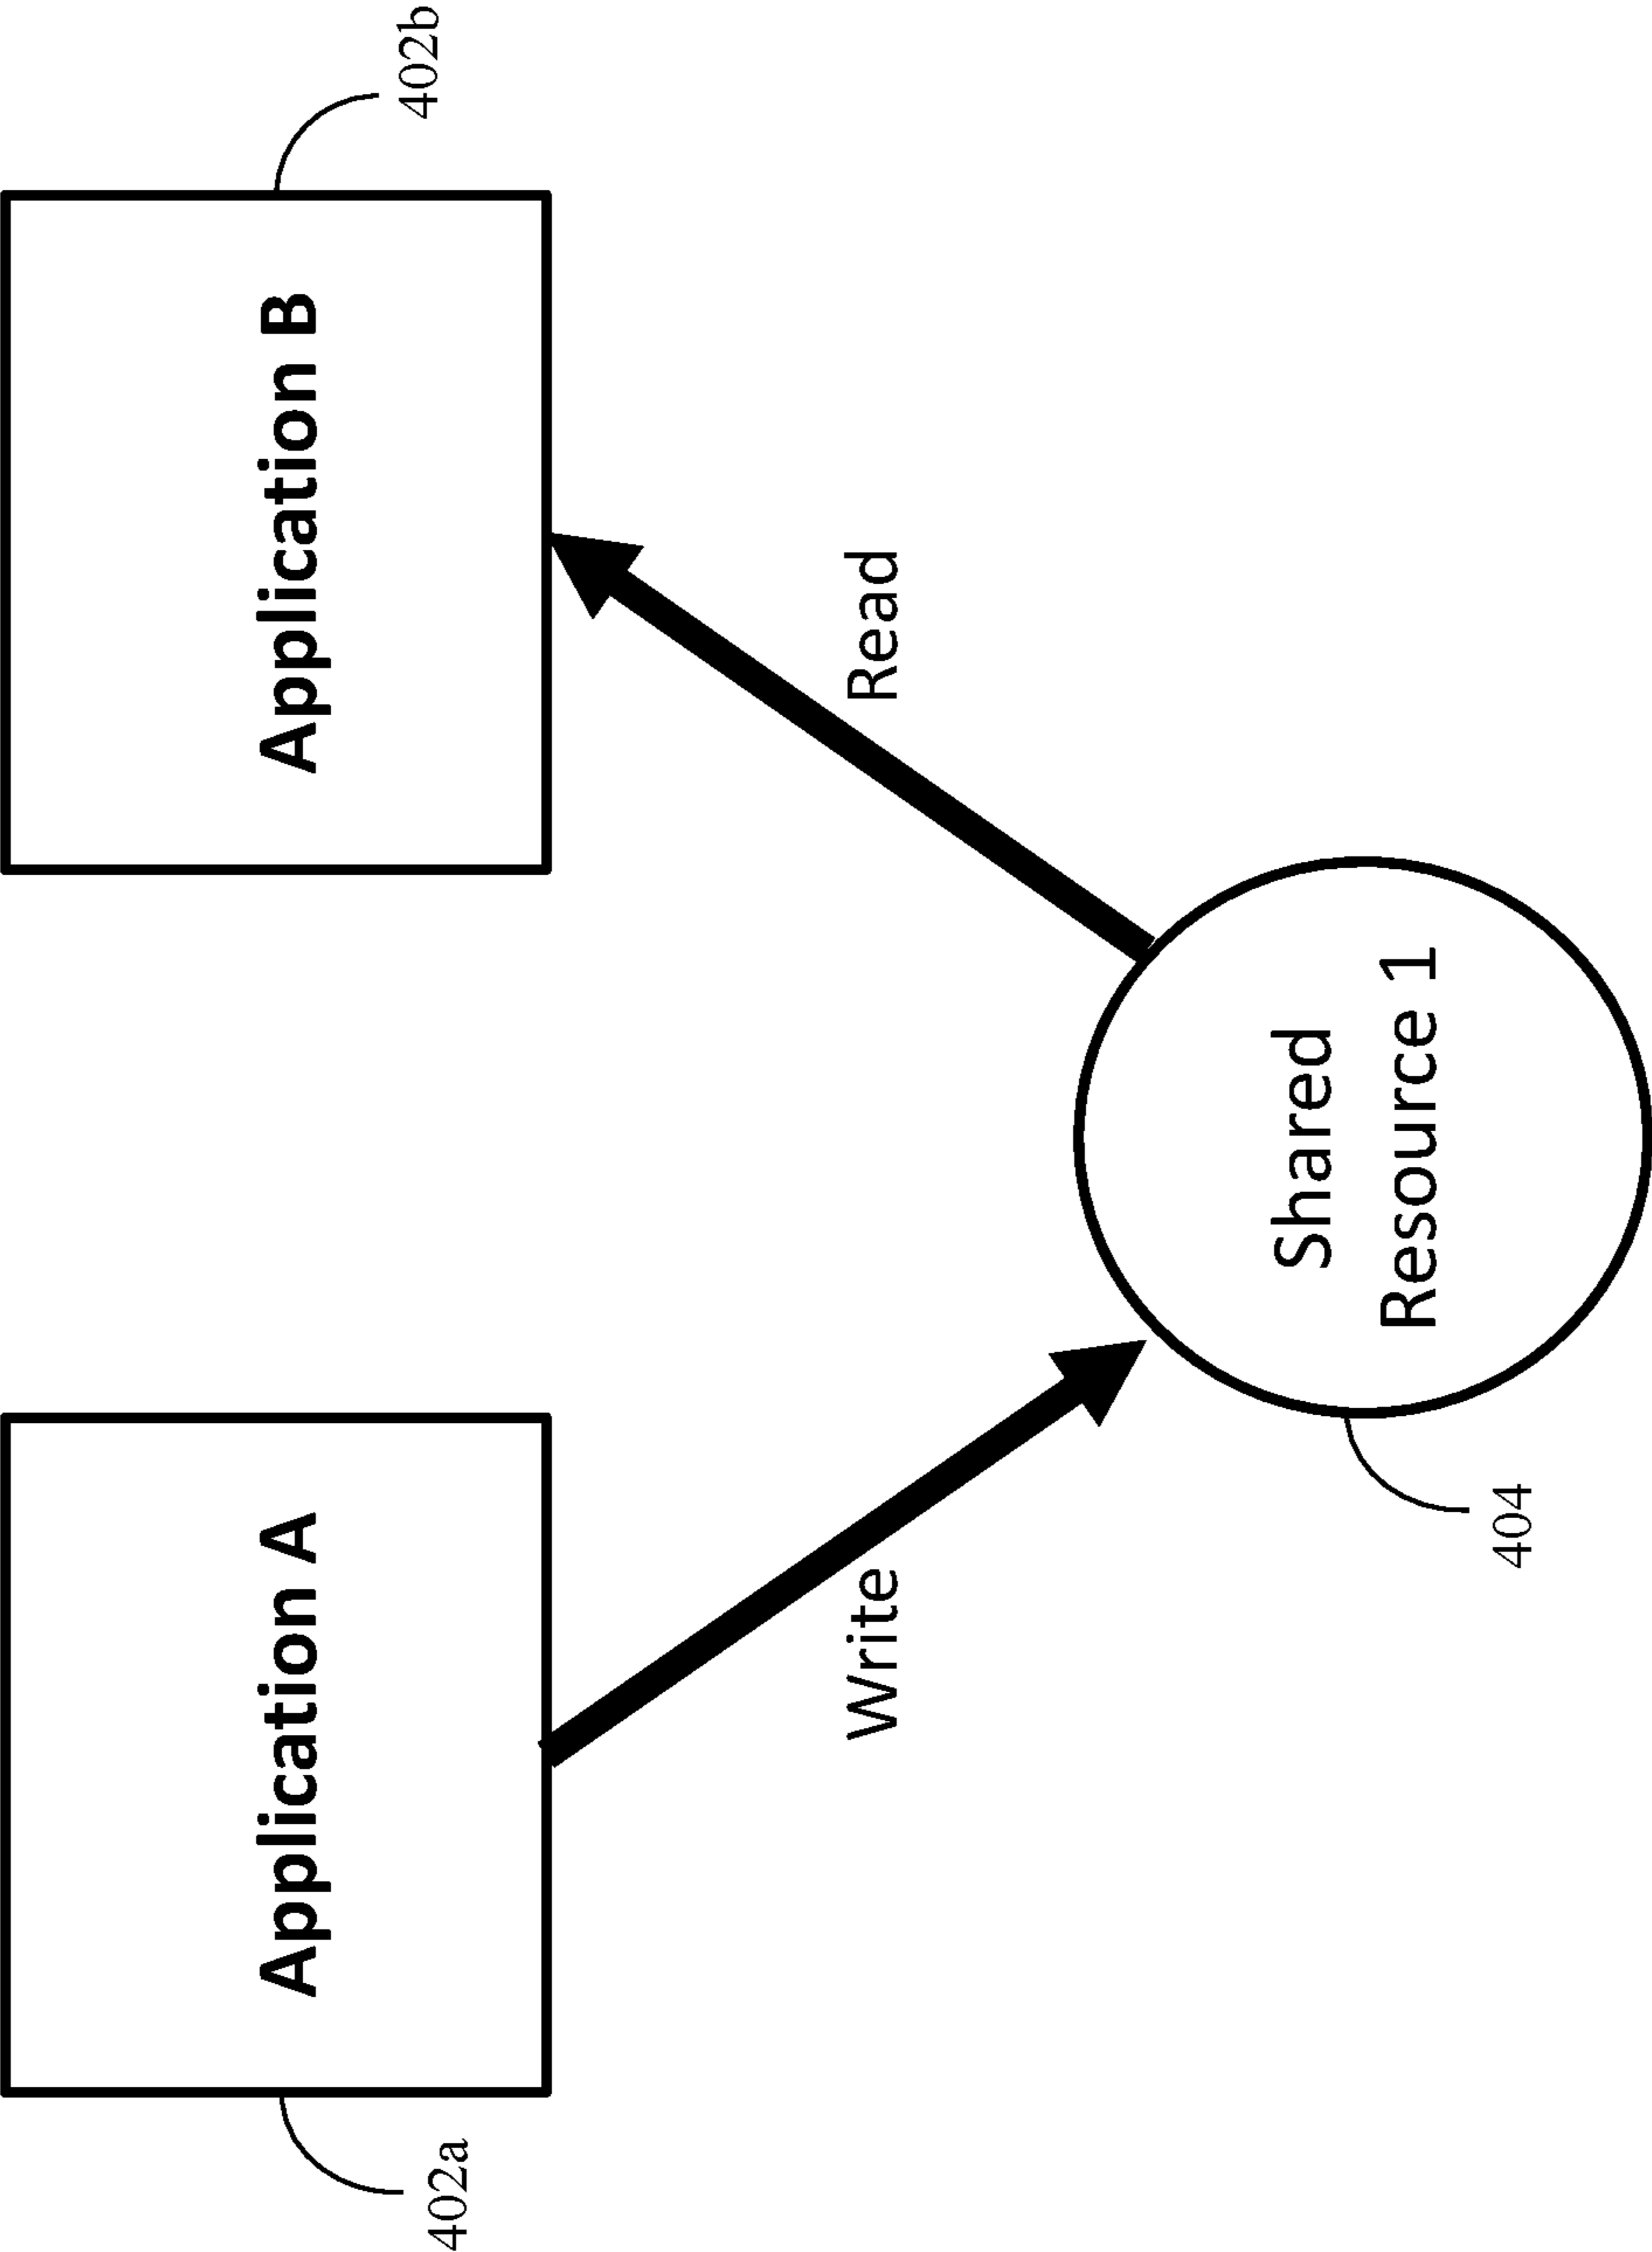 Application A
Application B
402a
402b
Write
Read
Shared
Resource 1
404